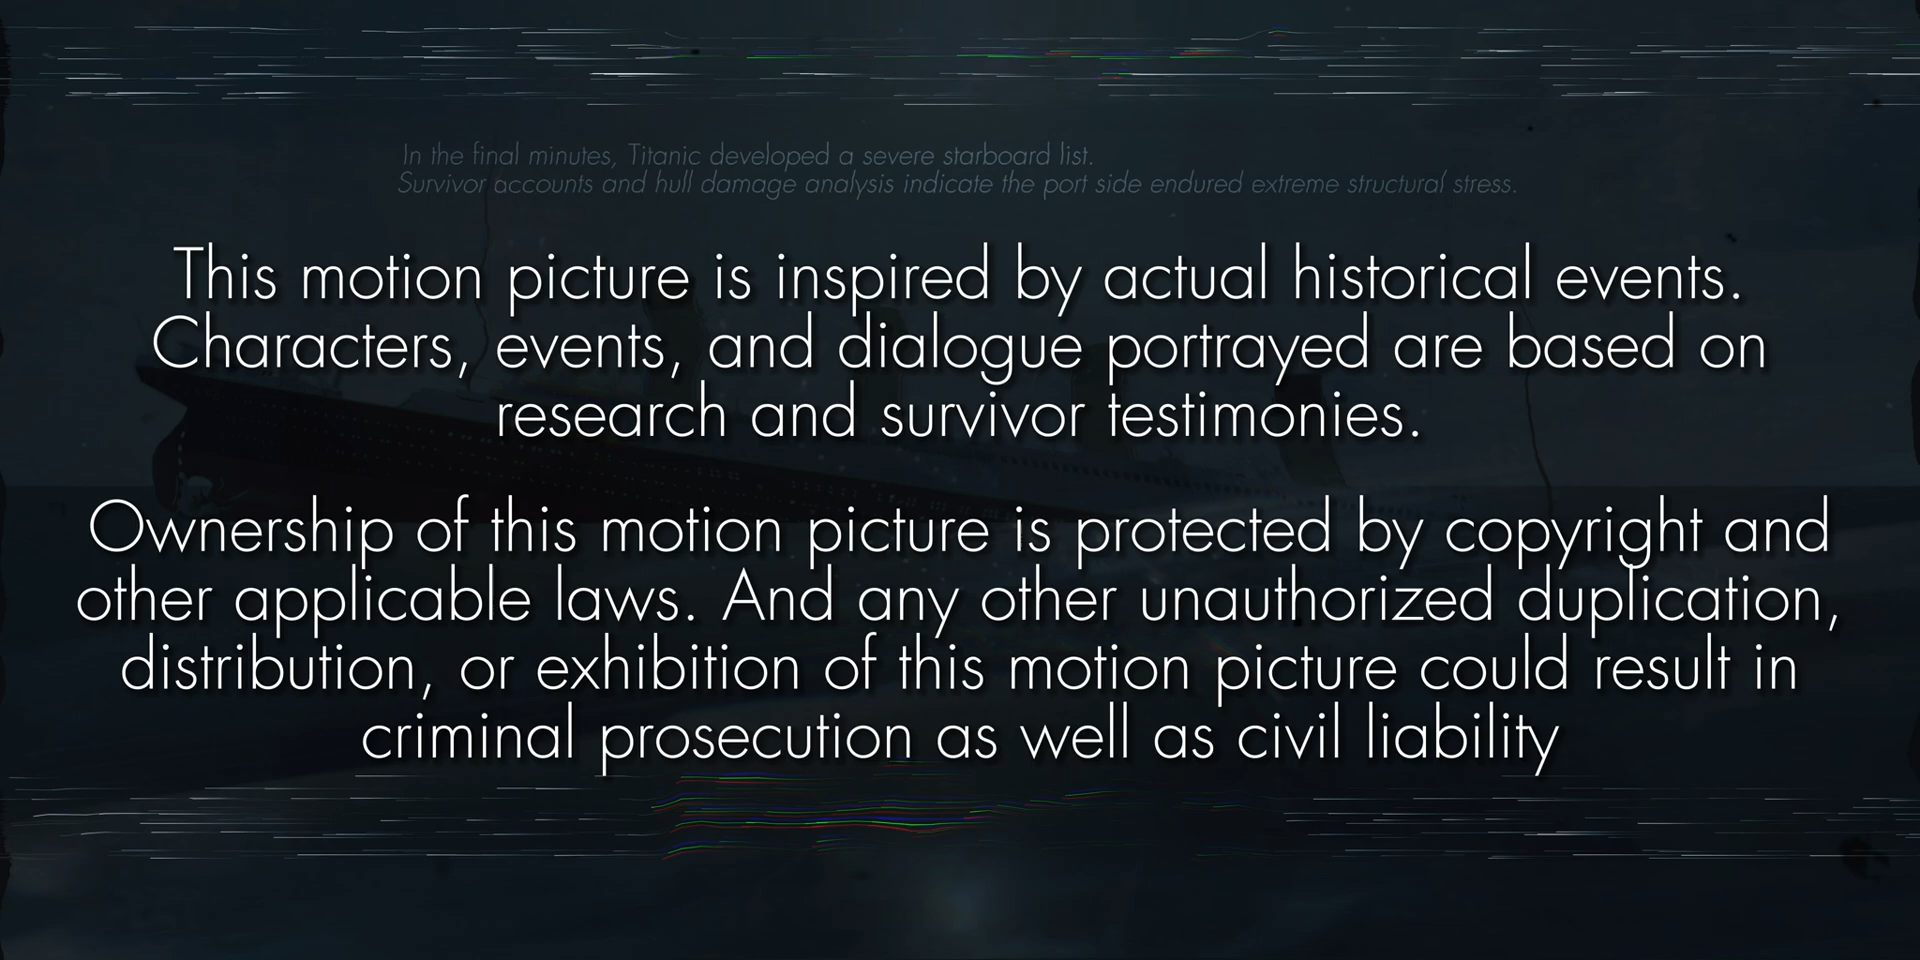 In the final minutes, Titanic developed a severe starboard list.
Survivor accounts and hull damage analysis indicate the port side endured extreme structural stress.
This motion picture is inspired by actual historical events.
Characters, events, and dialogue portrayed are based on
research and survivor testimonies.
Ownership of this motion picture is protected by copyright and
other applicable laws. And any other unauthorized duplication,
distribution, or exhibition of this motion picture could result in
criminal prosecution as well as civil liability